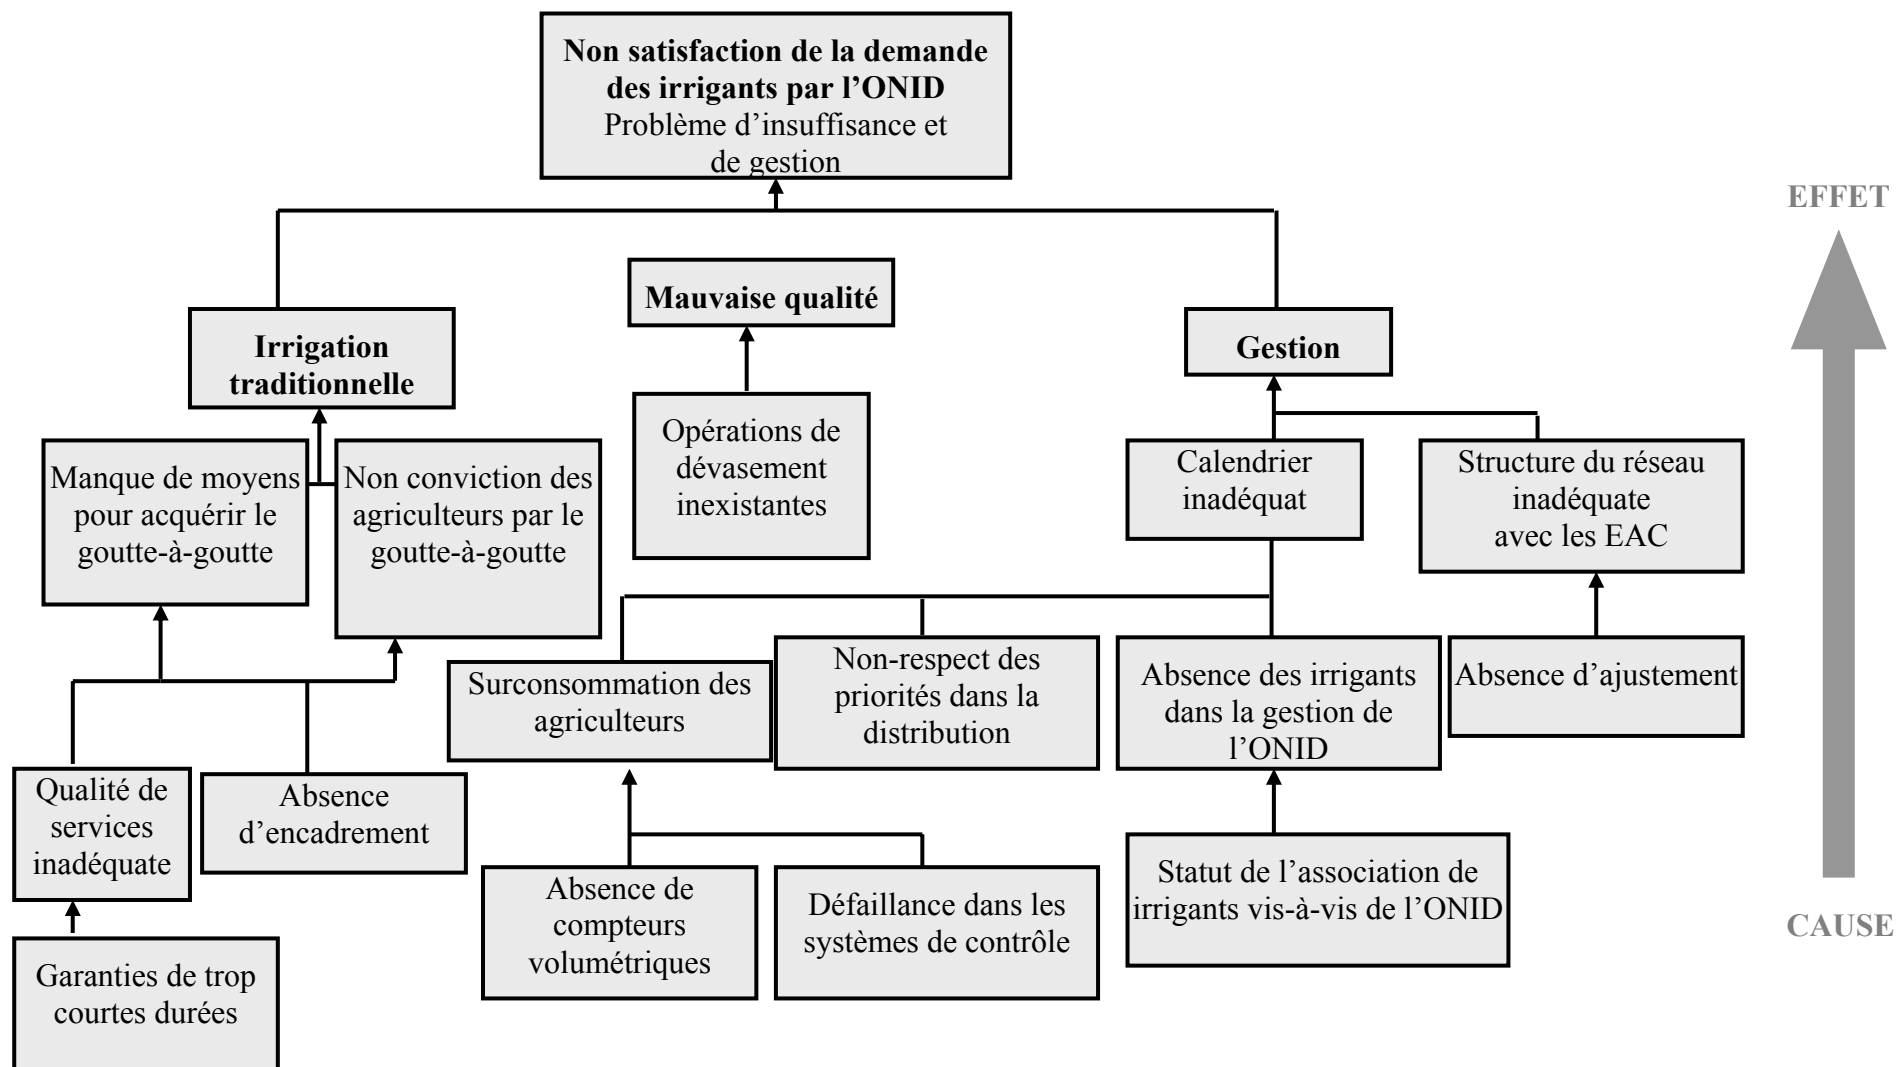 Non satisfaction de la demande
des irrigants par l’ONID
Problème d’insuffisance et
de gestion
EFFET
Mauvaise qualité
Irrigation
traditionnelle
Gestion
Manque de moyens
pour acquérir le
goutte-à-goutte
Non conviction des
agriculteurs par le
goutte-à-goutte
Opérations de
dévasement
inexistantes
Calendrier
inadéquat
Structure du réseau
inadéquate
avec les EAC
Surconsommation des
agriculteurs
Non-respect des
priorités dans la
distribution
Absence des irrigants
dans la gestion de
l’ONID
Absence d’ajustement
Qualité de
services
inadéquate
Absence
d’encadrement
Absence de
compteurs
volumétriques
Défaillance dans les
systèmes de contrôle
Statut de l’association de
irrigants vis-à-vis de l’ONID
CAUSE
Garanties de trop
courtes durées